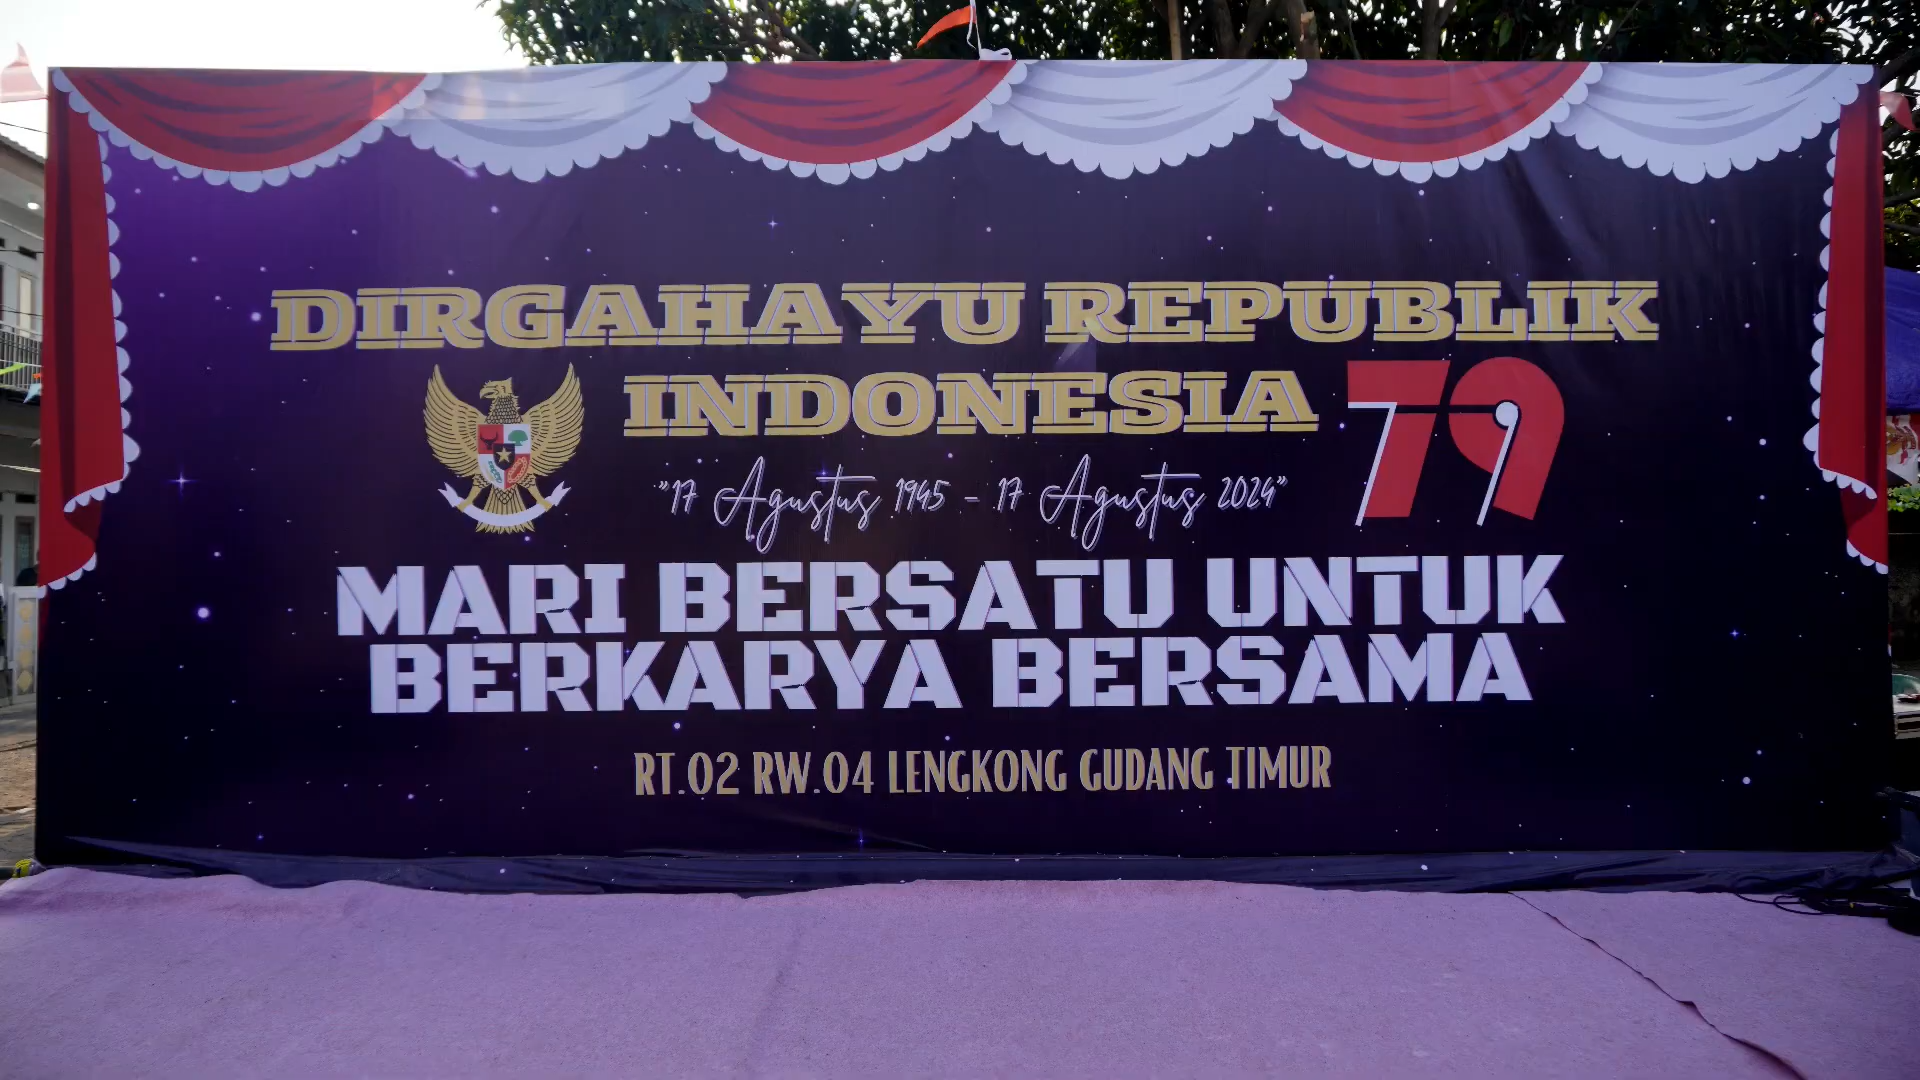 DIRGAHAYU REPUBLIK
INDONESIA 79
"17 Agustus 1945 - 17 Agustus 2024"
MARI BERSATU UNTUK
BERKARYA BERSAMA
RT.02 RW.04 LENGKONG GUDANG TIMUR